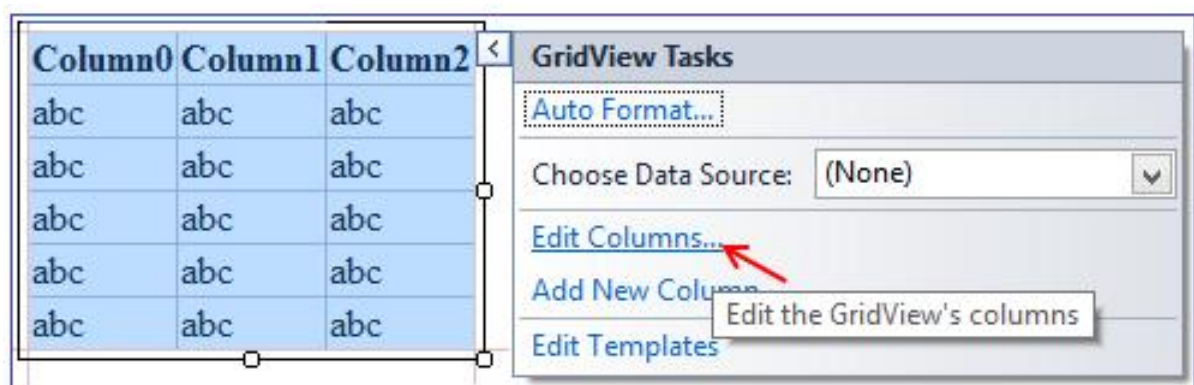 Column0 Column1 Column2
abc abc abc
abc abc abc
abc abc abc
abc abc abc
abc abc abc
<
GridView Tasks
Auto Format...
Choose Data Source: (None)
Edit Columns...
Add New Column
Edit the GridView's columns
Edit Templates